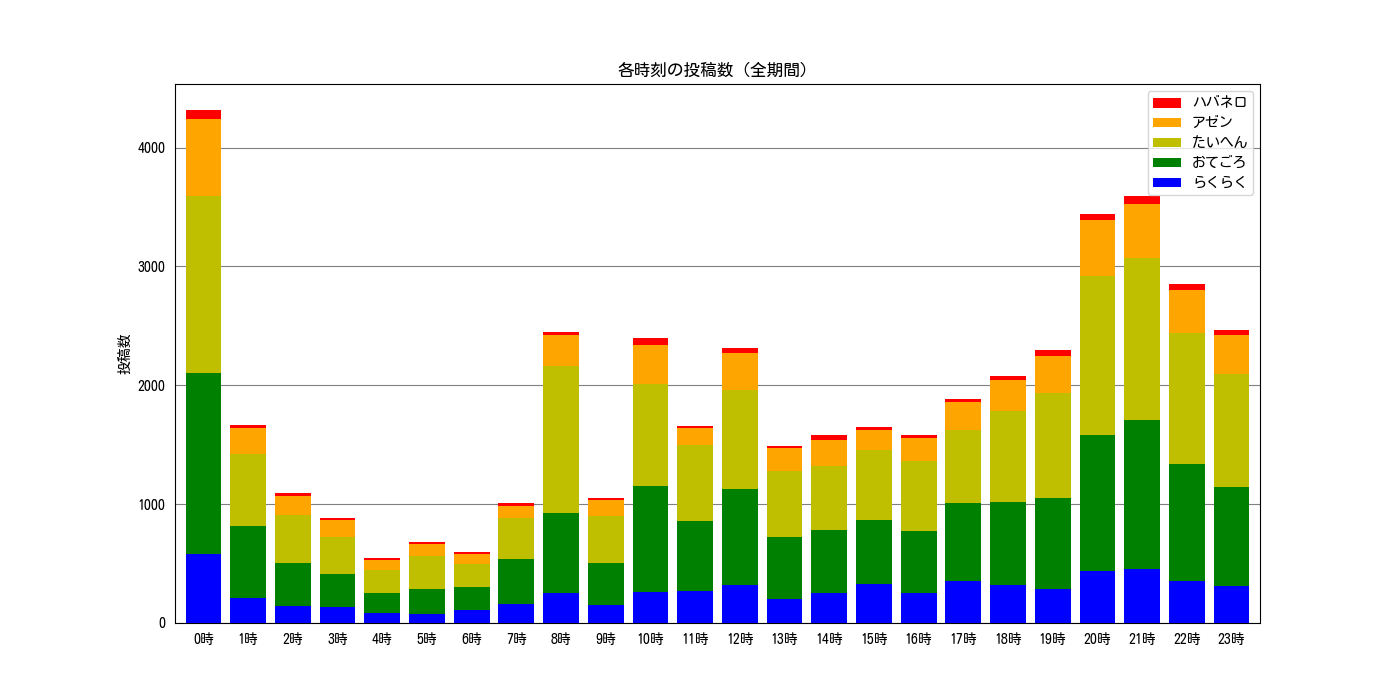 各時刻の投稿数（全期間）
ハバネロ
アゼン
たいへん
おてごろ
らくらく
投稿数
4000
3000
2000
1000
0
0時 1時 2時 3時 4時 5時 6時 7時 8時 9時 10時 11時 12時 13時 14時 15時 16時 17時 18時 19時 20時 21時 22時 23時